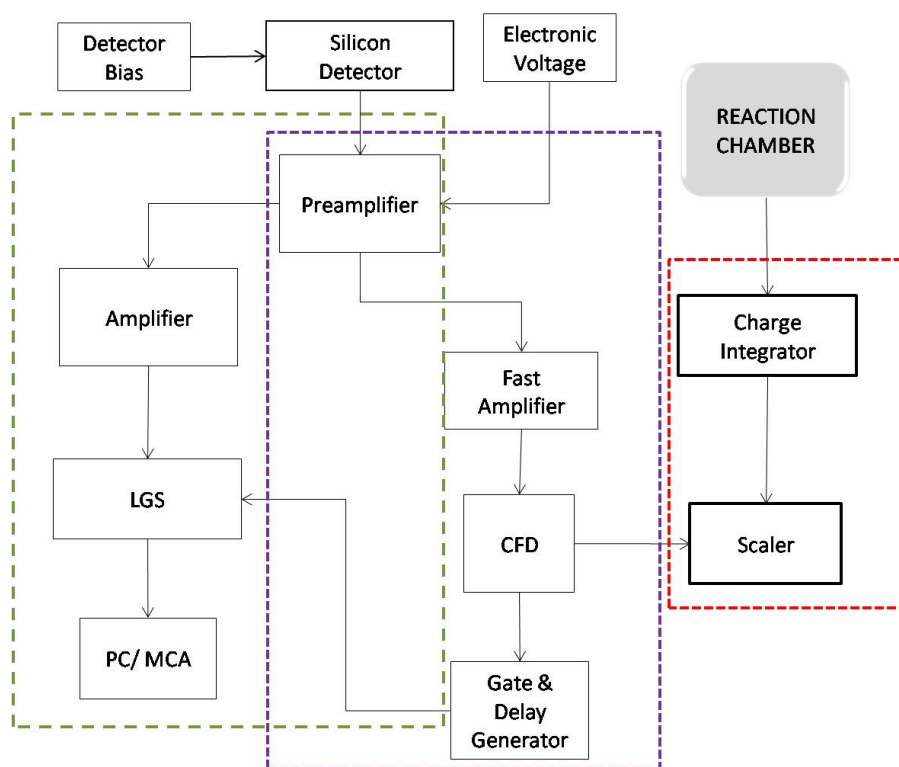 Detector
Bias
Silicon
Detector
Electronic
Voltage
REACTION
CHAMBER
Preamplifier
Amplifier
Charge
Integrator
Fast
Amplifier
LGS
CFD
Scaler
PC/ MCA
Gate &
Delay
Generator